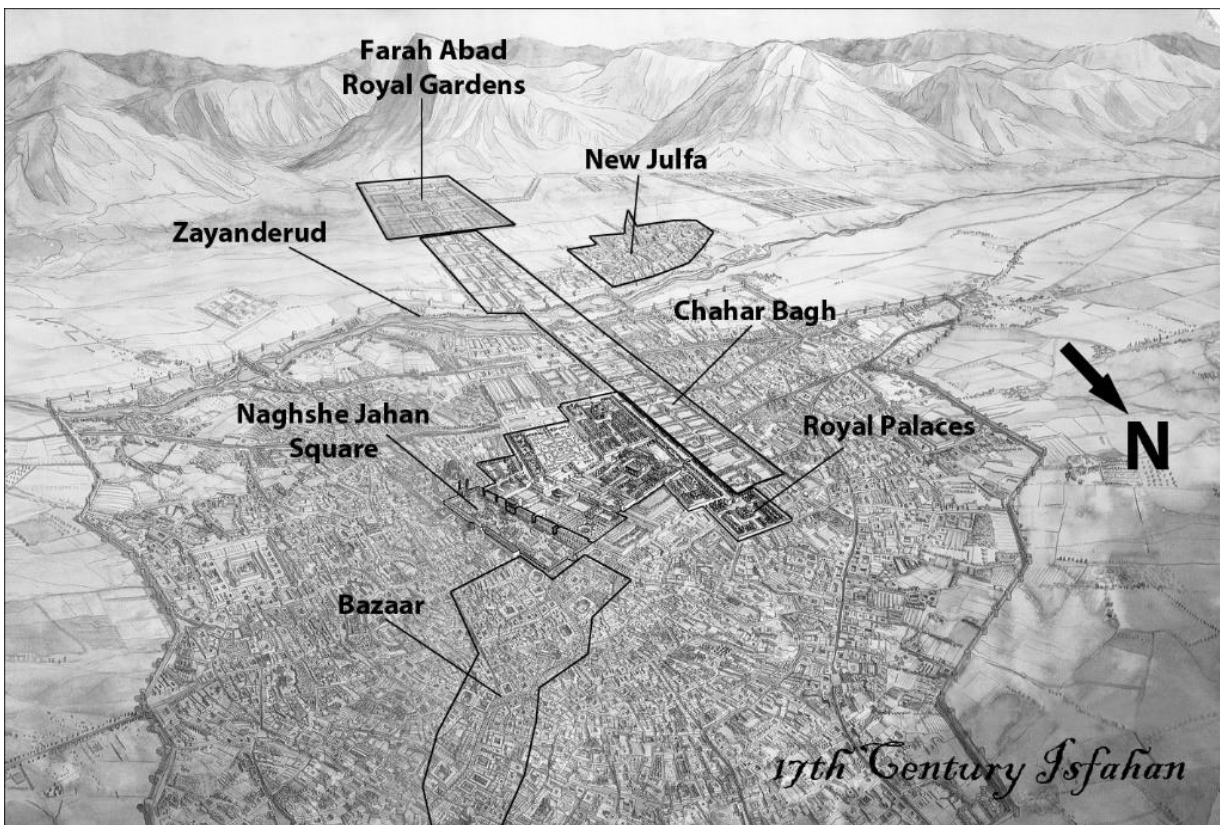 Farah Abad
Royal Gardens
New Julfa
Zayanderud
Chahar Bagh
Naghshe Jahan
Square
Royal Palaces
N
Bazaar
17th Century Isfahan